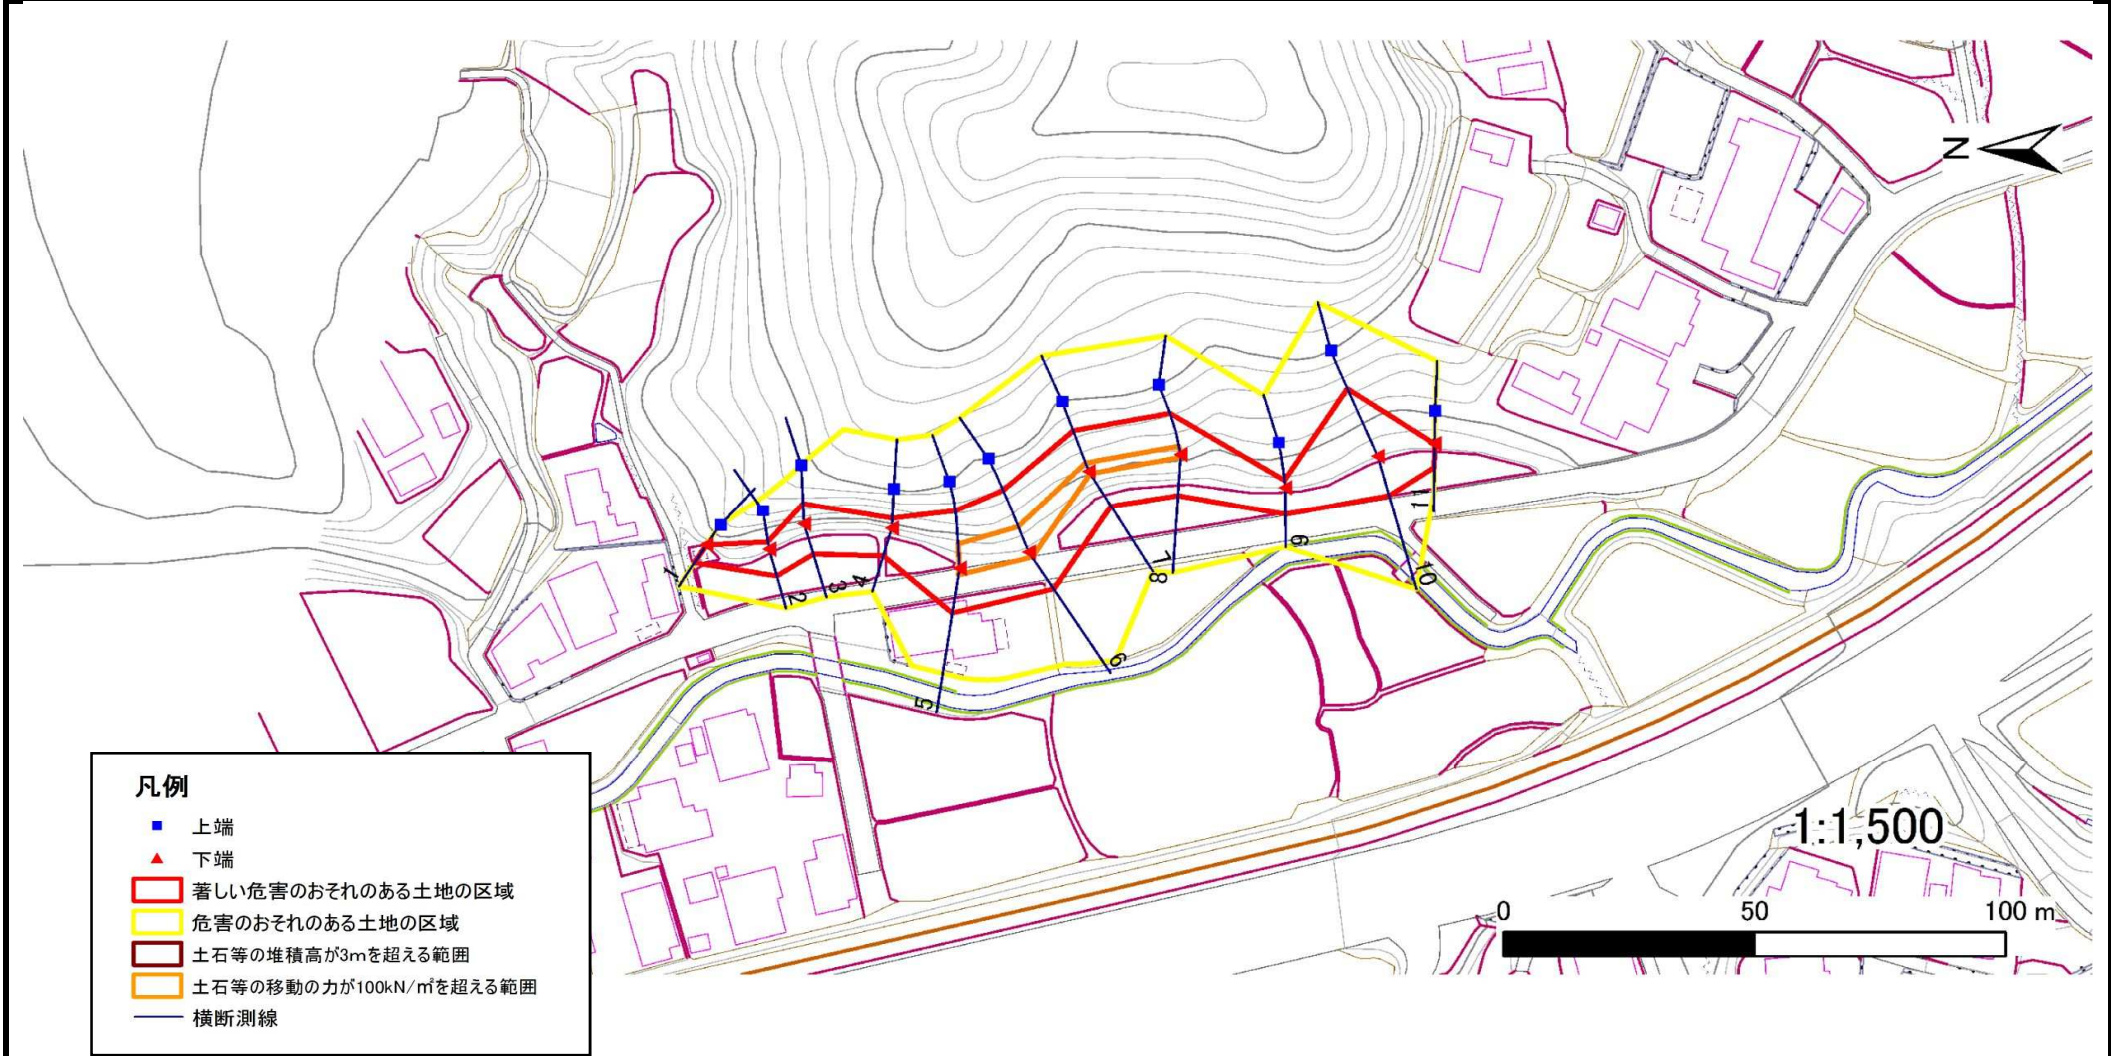 N
1
2
3
4
5
6
7
8
9
10
11
1:1,500
0 50 100 m
凡例
上端
下端
著しい危害のおそれのある土地の区域
危害のおそれのある土地の区域
土石等の堆積高が3mを超える範囲
土石等の移動の力が100kN/㎡を超える範囲
横断測線